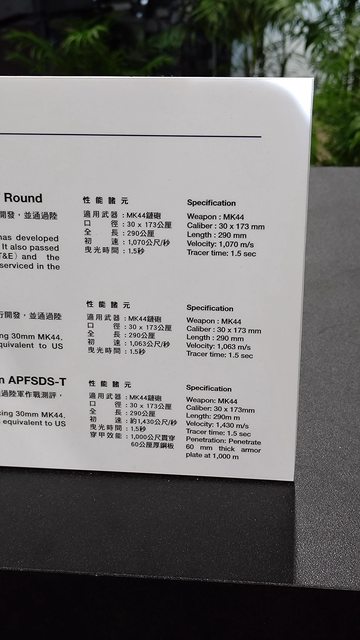 Round
開發，並通過陸
has developed
It also passed
T&E) and the
serviced in the
性 能 諸 元
適用武器：MK44鏈砲
口　　徑：30 x 173公厘
全　　長：290公厘
初　　速：1,070公尺/秒
曳光時間：1.5秒
Specification
Weapon : MK44
Caliber : 30 x 173 mm
Length : 290 mm
Velocity: 1,070 m/s
Tracer time: 1.5 sec
行開發，並通過陸
ng 30mm MK44.
equivalent to US
性 能 諸 元
適用武器：MK44鏈砲
口　　徑：30 x 173公厘
全　　長：290公厘
初　　速：1,063公尺/秒
曳光時間：1.5秒
Specification
Weapon : MK44
Caliber : 30 x 173 mm
Length : 290 mm
Velocity: 1,063 m/s
Tracer time: 1.5 sec
n APFSDS-T
通過陸軍作戰測評，
cing 30mm MK44.
equivalent to US
性 能 諸 元
適用武器：MK44鏈砲
口　　徑：30 x 173公厘
全　　長：290公厘
初　　速：約1,430公尺/秒
曳光時間：1.5秒
穿甲效能：1,000公尺貫穿
60公厘厚鋼板
Specification
Weapon: MK44
Caliber: 30 x 173mm
Length: 290m m
Velocity: 1,430 m/s
Tracer time: 1.5 sec
Penetration: Penetrate
60 mm thick armor
plate at 1,000 m